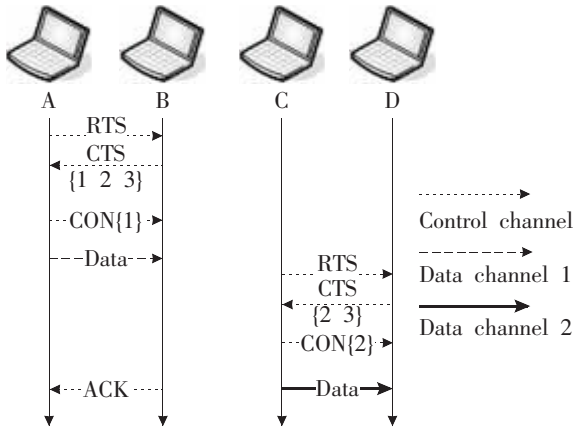 A
B
C
D
RTS
CTS
{1 2 3}
CON{1}
Data
RTS
CTS
{2 3}
CON{2}
ACK
Data
Control channel
Data channel 1
Data channel 2